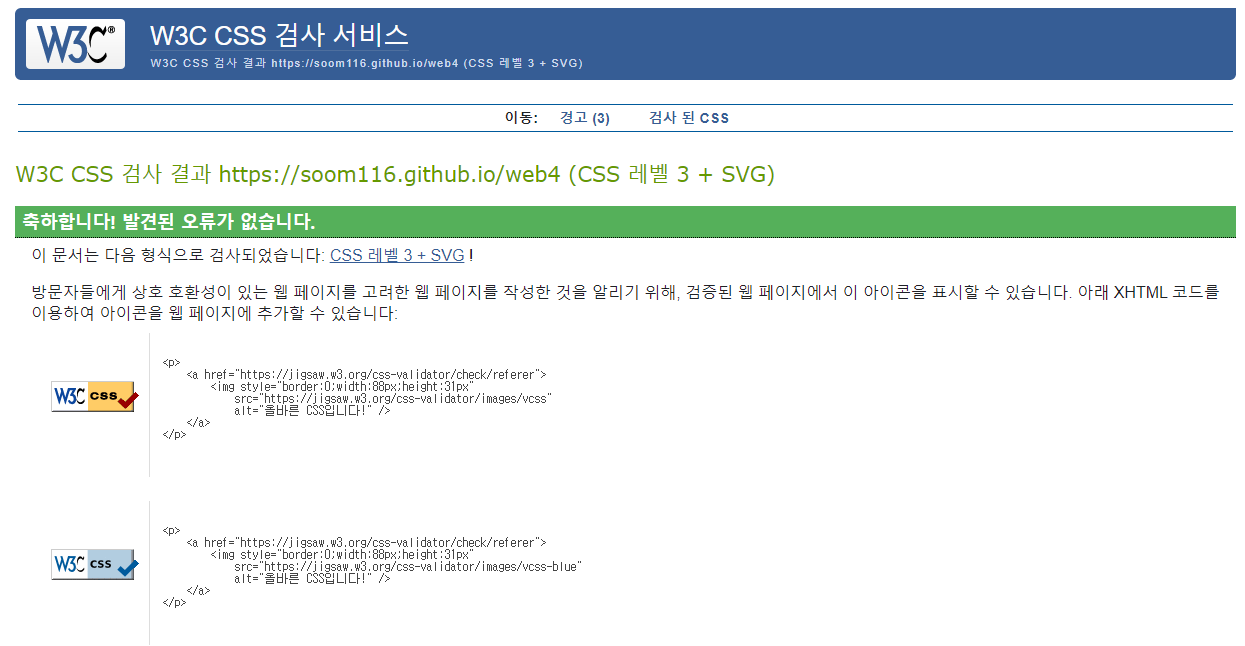 W3C®
W3C CSS 검사 서비스
W3C CSS 검사 결과 https://soom116.github.io/web4 (CSS 레벨 3 + SVG)
이동: 경고 (3) 검사 된 CSS
W3C CSS 검사 결과 https://soom116.github.io/web4 (CSS 레벨 3 + SVG)
축하합니다! 발견된 오류가 없습니다.
이 문서는 다음 형식으로 검사되었습니다: CSS 레벨 3 + SVG !
방문자들에게 상호 호환성이 있는 웹 페이지를 고려한 웹 페이지를 작성한 것을 알리기 위해, 검증된 웹 페이지에서 이 아이콘을 표시할 수 있습니다. 아래 XHTML 코드를
이용하여 아이콘을 웹 페이지에 추가할 수 있습니다:
W3C css
<p>
<a href="https://jigsaw.w3.org/css-validator/check/referer">
<img style="border:0;width:88px;height:31px"
src="https://jigsaw.w3.org/css-validator/images/vcss"
alt="올바른 CSS입니다!" />
</a>
</p>
W3C css
<p>
<a href="https://jigsaw.w3.org/css-validator/check/referer">
<img style="border:0;width:88px;height:31px"
src="https://jigsaw.w3.org/css-validator/images/vcss-blue"
alt="올바른 CSS입니다!" />
</a>
</p>